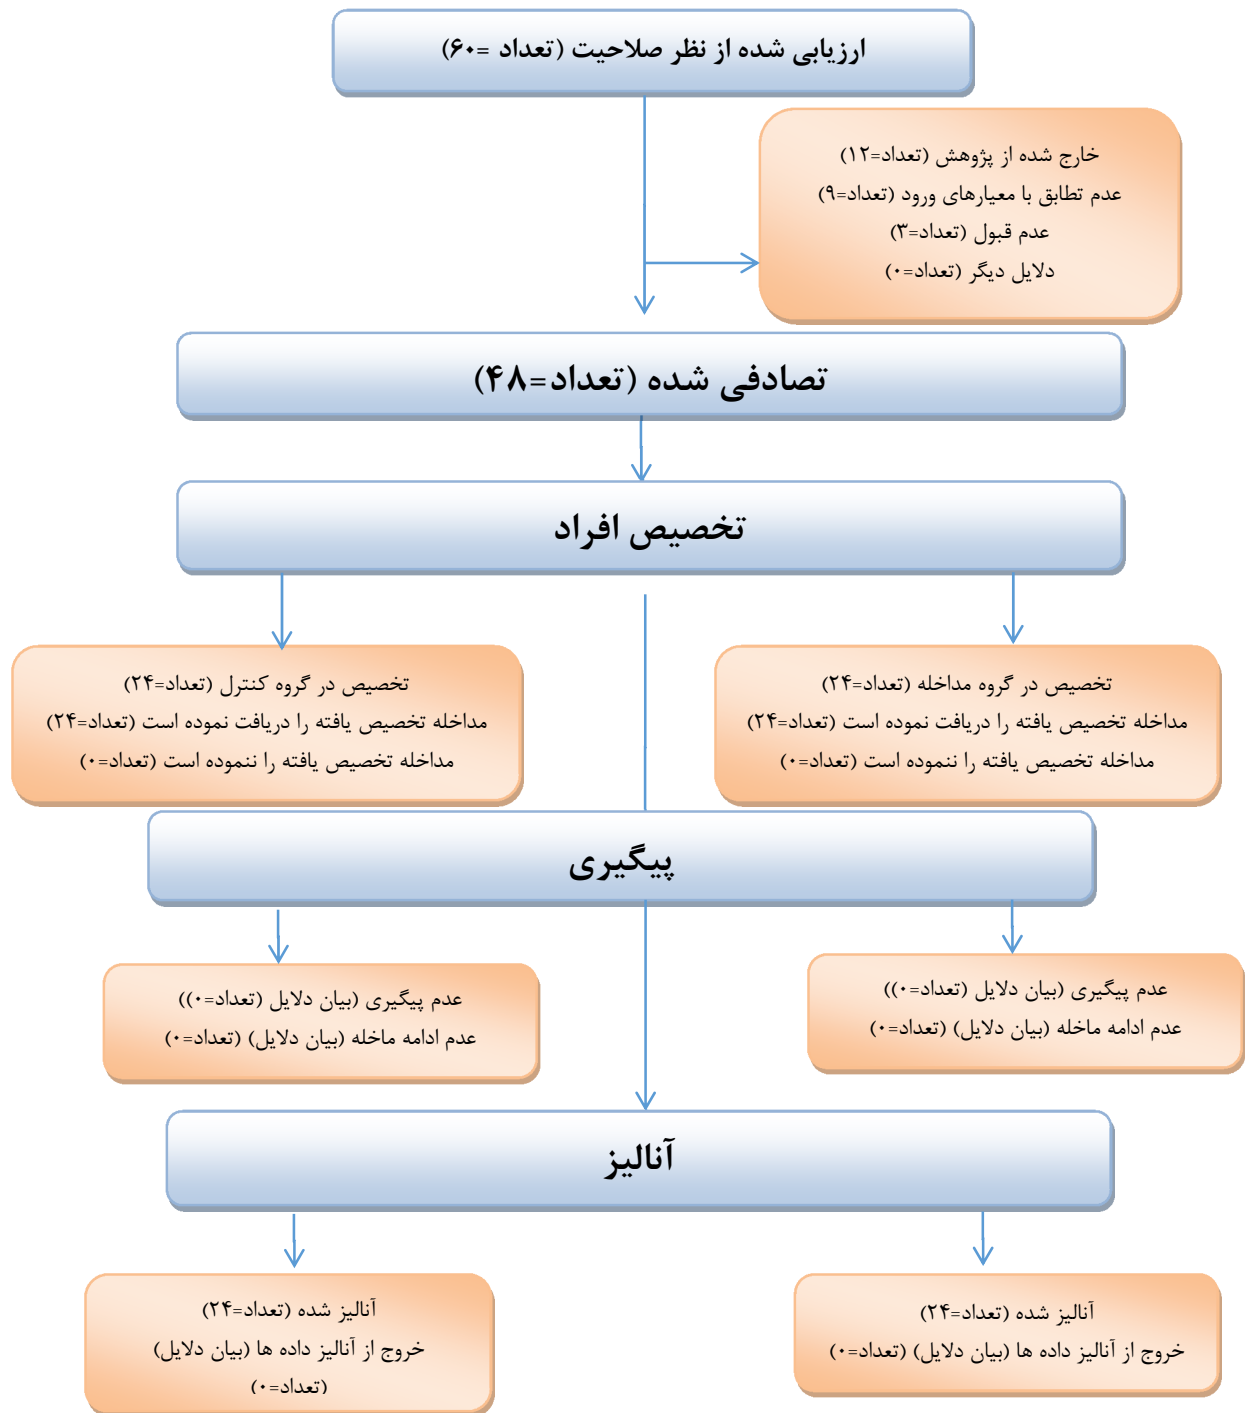 ارزیابی شده از نظر صلاحیت (تعداد =۶۰)
خارج شده از پژوهش (تعداد=۱۲)
عدم تطابق با معیارهای ورود (تعداد=۹)
عدم قبول (تعداد=۳)
دلایل دیگر (تعداد=۰)
تصادفی شده (تعداد=۴۸)
تخصیص افراد
تخصیص در گروه مداخله (تعداد=۲۴)
مداخله تخصیص یافته را دریافت نموده است (تعداد=۲۴)
مداخله تخصیص یافته را ننموده است (تعداد=۰)
تخصیص در گروه کنترل (تعداد=۲۴)
مداخله تخصیص یافته را دریافت نموده است (تعداد=۲۴)
مداخله تخصیص یافته را ننموده است (تعداد=۰)
پیگیری
عدم پیگیری (بیان دلایل (تعداد=۰))
عدم ادامه ماخله (بیان دلایل) (تعداد=۰)
عدم پیگیری (بیان دلایل (تعداد=۰))
عدم ادامه ماخله (بیان دلایل) (تعداد=۰)
آنالیز
آنالیز شده (تعداد=۲۴)
خروج از آنالیز داده ها (بیان دلایل) (تعداد=۰)
آنالیز شده (تعداد=۲۴)
خروج از آنالیز داده ها (بیان دلایل)
(تعداد=۰)